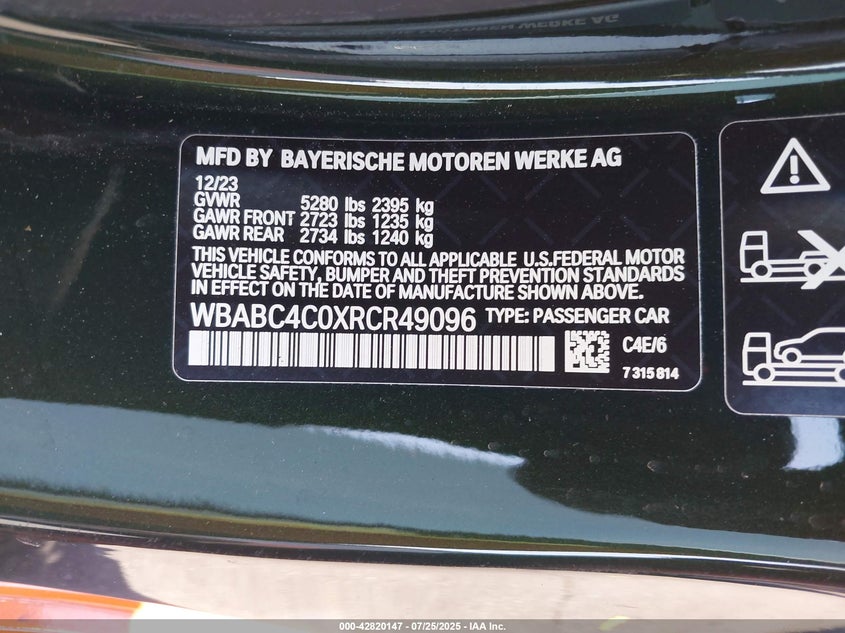 MFD BY BAYERISCHE MOTOREN WERKE AG
12/23
GVWR 5280 lbs 2395 kg
GAWR FRONT 2723 lbs 1235 kg
GAWR REAR 2734 lbs 1240 kg
THIS VEHICLE CONFORMS TO ALL APPLICABLE U.S.FEDERAL MOTOR
VEHICLE SAFETY, BUMPER AND THEFT PREVENTION STANDARDS
IN EFFECT ON THE DATE OF MANUFACTURE SHOWN ABOVE.
WBABC4C0XRCR49096 TYPE: PASSENGER CAR
C4E/6
7315814
000-42820147 - 07/25/2025 - IAA Inc.